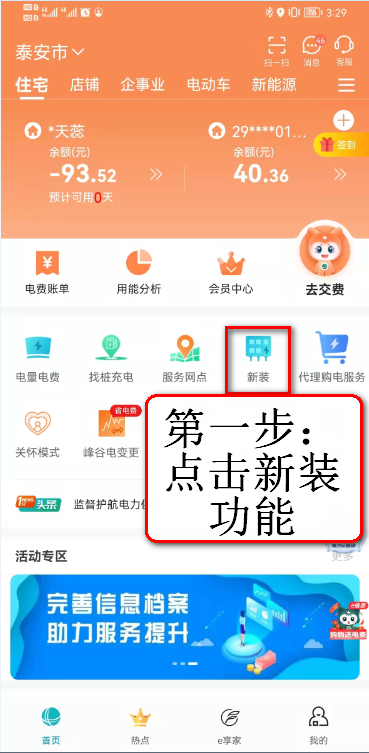 3:29
泰安市
扫一扫
46
消息
客服
住宅 店铺 企事业 电动车 新能源
*天蕊
余额(元)
-93.52
预计可用0天
29****01...
余额(元)
40.36
签到
电费账单
用能分析
会员中心
去交费
电量电费
找桩充电
服务网点
新装
代理购电服务
关怀模式
省电费
峰谷电变更
第一步：
点击新装
功能
NEWS
头条
监督护航电力
更多
活动专区
完善信息档案
助力服务提升
购物送电费
首页
热点
e享家
我的